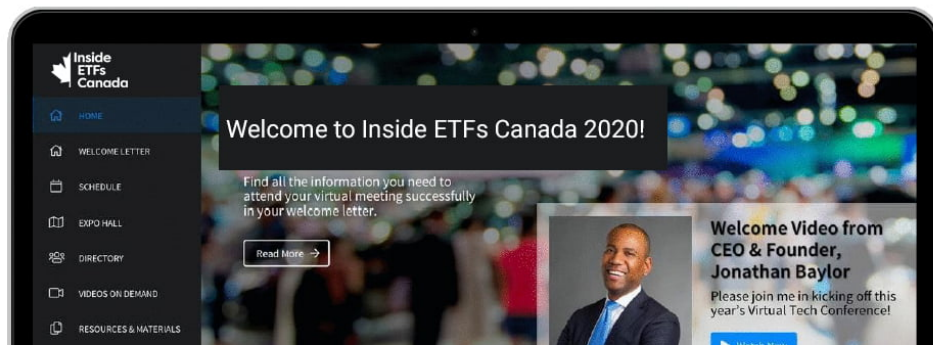 Inside
ETFs
Canada
HOME
WELCOME LETTER
SCHEDULE
EXPO HALL
DIRECTORY
VIDEOS ON DEMAND
RESOURCES & MATERIALS
Welcome to Inside ETFs Canada 2020!
Find all the information you need to
attend your virtual meeting successfully
in your welcome letter.
Read More →
Welcome Video from
CEO & Founder,
Jonathan Baylor
Please join me in kicking off this
year's Virtual Tech Conference!
Watch Now